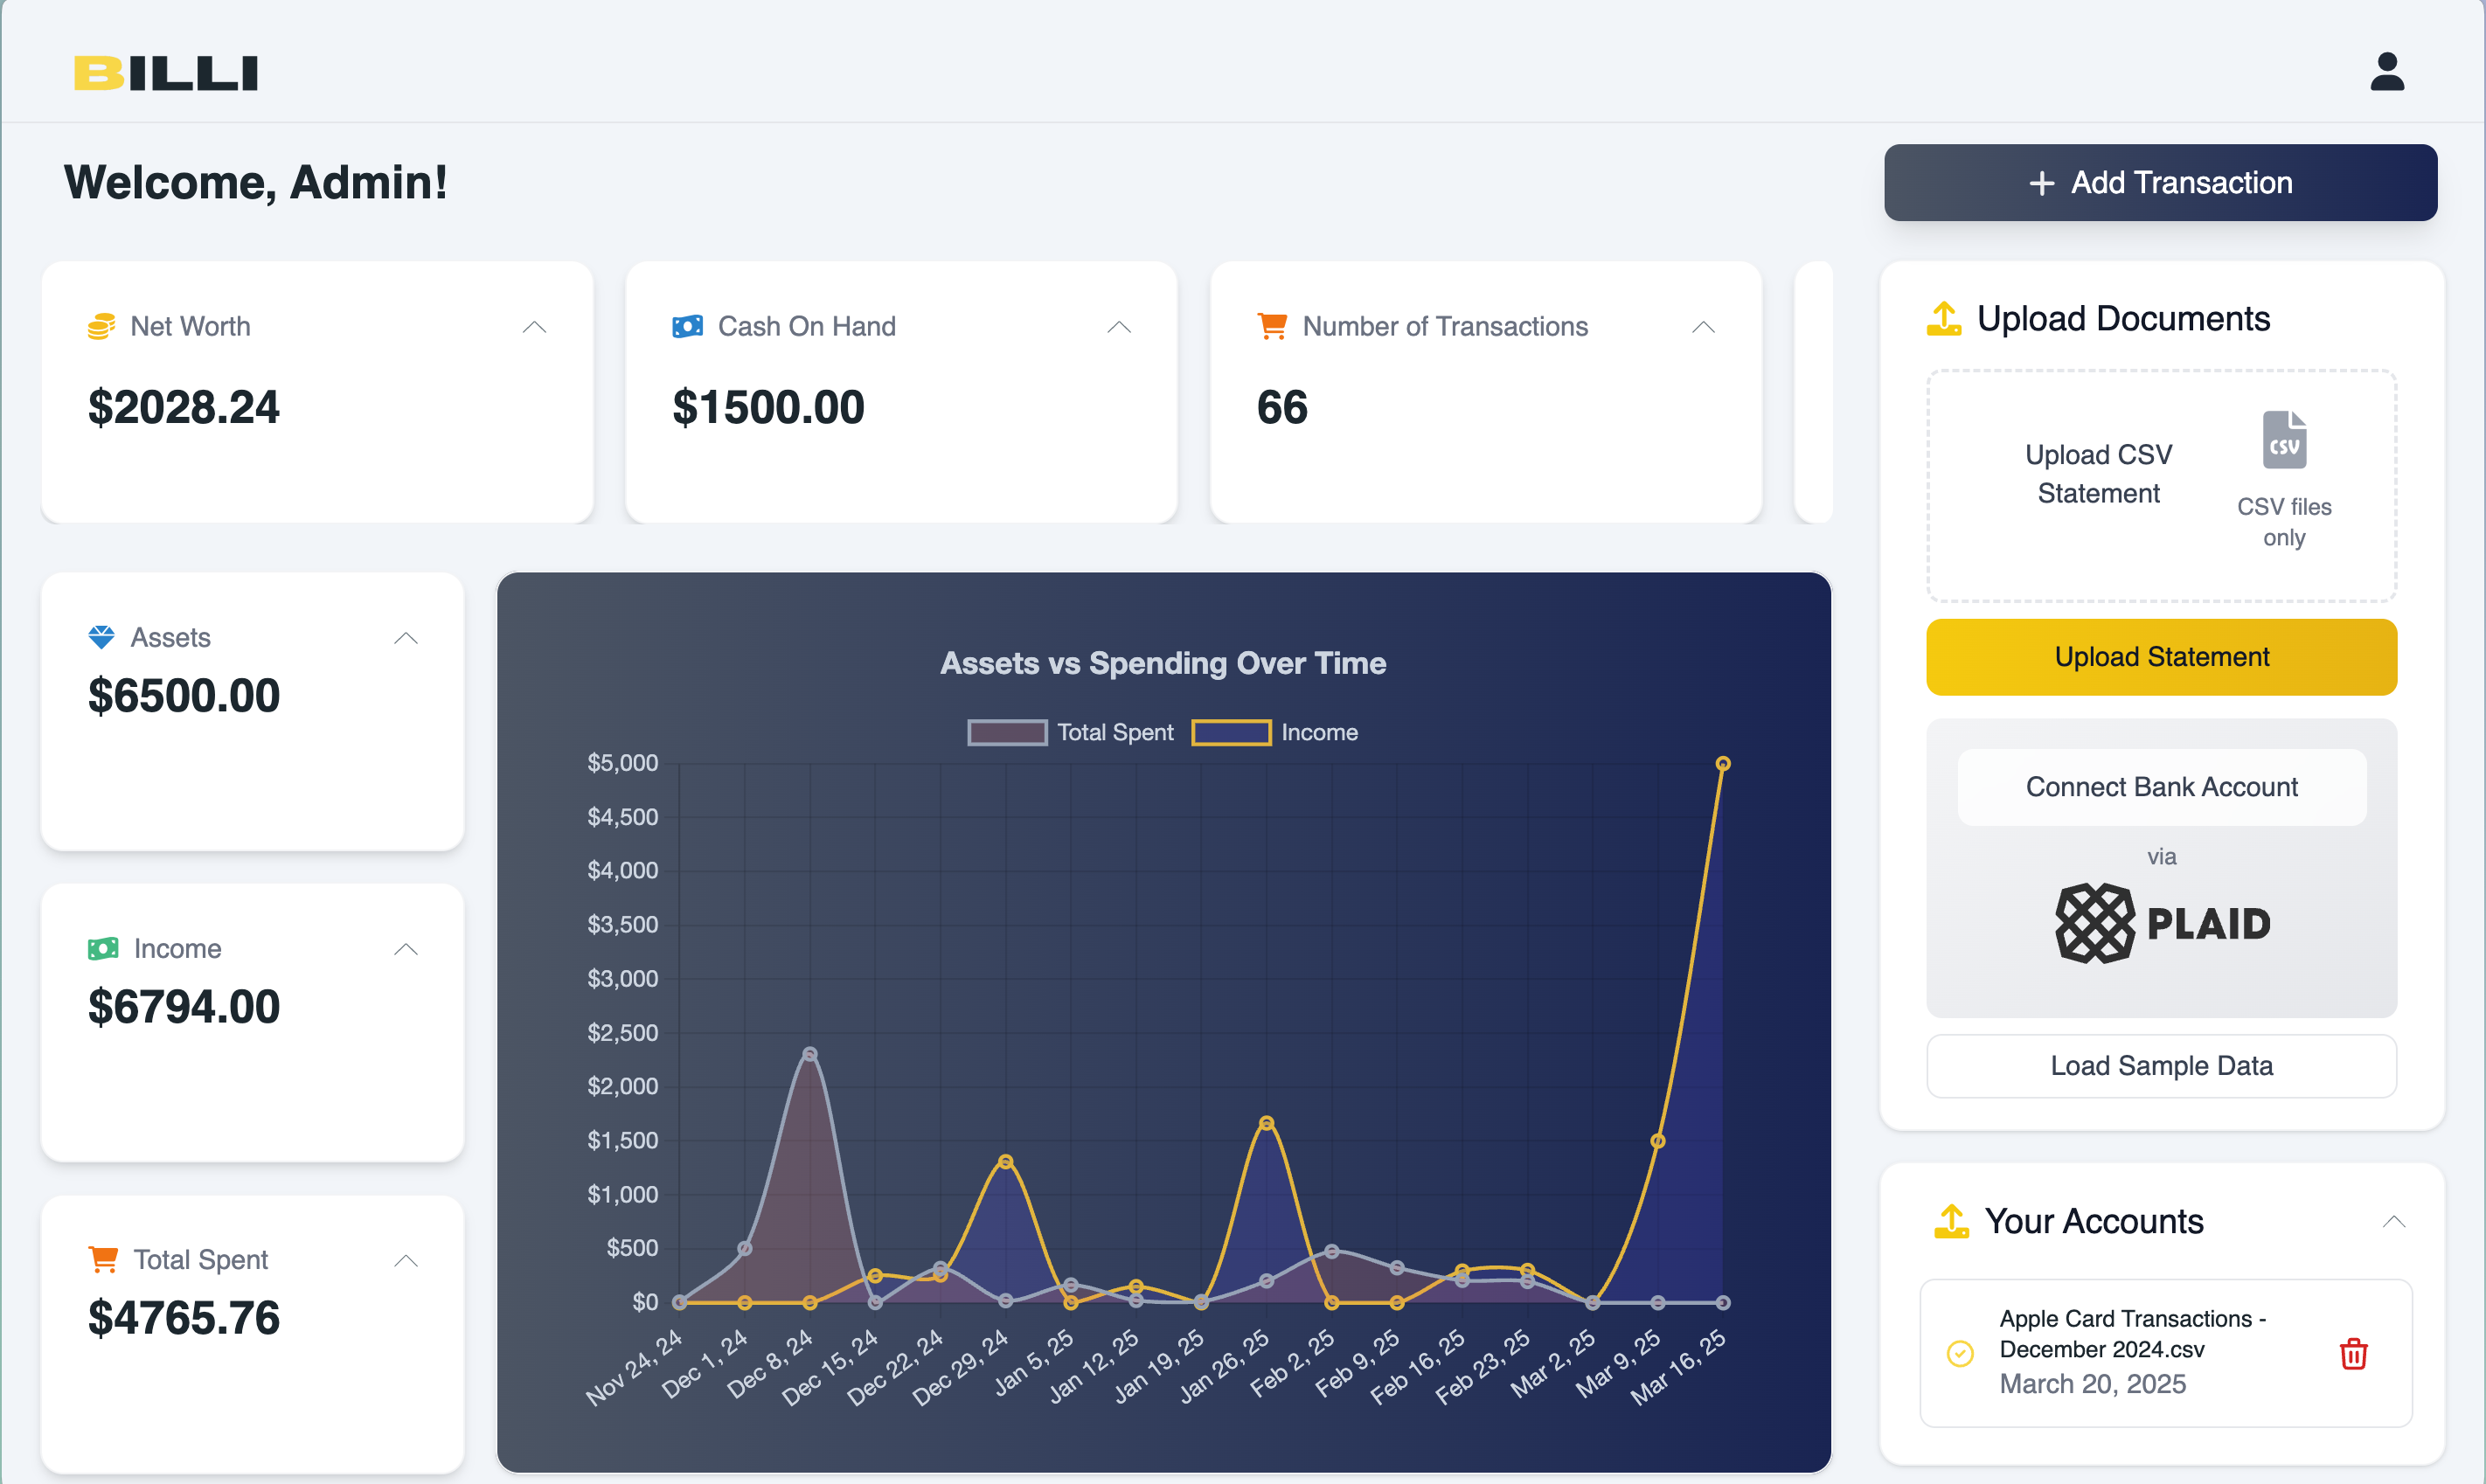 BILLI
Welcome, Admin!
+ Add Transaction
Net Worth
$2028.24
Cash On Hand
$1500.00
Number of Transactions
66
Assets
$6500.00
Income
$6794.00
Total Spent
$4765.76
Assets vs Spending Over Time
Total Spent
Income
$5,000
$4,500
$4,000
$3,500
$3,000
$2,500
$2,000
$1,500
$1,000
$500
$0
Nov 24, 24
Dec 1, 24
Dec 8, 24
Dec 15, 24
Dec 22, 24
Dec 29, 24
Jan 5, 25
Jan 12, 25
Jan 19, 25
Jan 26, 25
Feb 2, 25
Feb 9, 25
Feb 16, 25
Feb 23, 25
Mar 2, 25
Mar 9, 25
Mar 16, 25
Upload Documents
Upload CSV
Statement
CSV
CSV files
only
Upload Statement
Connect Bank Account
via
PLAID
Load Sample Data
Your Accounts
Apple Card Transactions -
December 2024.csv
March 20, 2025